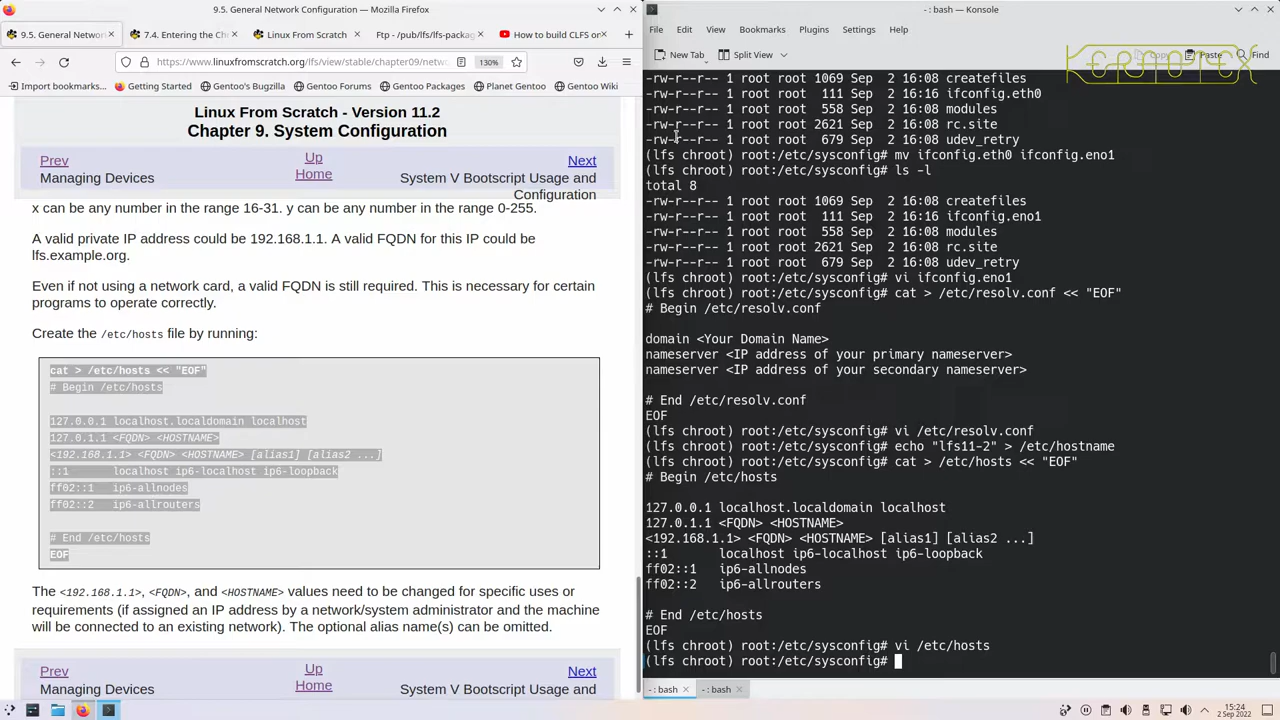 9.5. General Network Configuration — Mozilla Firefox
- : bash — Konsole
9.5. General Network
7.4. Entering the Ch
Linux From Scratch
Ftp - /pub/lfs/lfs-packag
How to build CLFS on
File Edit View Bookmarks Plugins Settings Help
New Tab Split View Copy Paste Find
KERNOTEX
https://www.linuxfromscratch.org/lfs/view/stable/chapter09/netw
130%
Import bookmarks... Getting Started Gentoo's Bugzilla Gentoo Forums Gentoo Packages Planet Gentoo Gentoo Wiki
Linux From Scratch - Version 11.2
Chapter 9. System Configuration
Prev Up Next
Managing Devices Home System V Bootscript Usage and
Configuration
x can be any number in the range 16-31. y can be any number in the range 0-255.
A valid private IP address could be 192.168.1.1. A valid FQDN for this IP could be
lfs.example.org.
Even if not using a network card, a valid FQDN is still required. This is necessary for certain
programs to operate correctly.
Create the /etc/hosts file by running:
cat > /etc/hosts << "EOF"
# Begin /etc/hosts
127.0.0.1 localhost.localdomain localhost
127.0.1.1 <FQDN> <HOSTNAME>
<192.168.1.1> <FQDN> <HOSTNAME> [alias1] [alias2 ...]
::1       localhost ip6-localhost ip6-loopback
ff02::1   ip6-allnodes
ff02::2   ip6-allrouters
# End /etc/hosts
EOF
The <192.168.1.1>, <FQDN>, and <HOSTNAME> values need to be changed for specific uses or
requirements (if assigned an IP address by a network/system administrator and the machine
will be connected to an existing network). The optional alias name(s) can be omitted.
Prev Up Next
Managing Devices Home System V Bootscript Usage and
-rw-r--r-- 1 root root 1069 Sep  2 16:08 createfiles
-rw-r--r-- 1 root root  111 Sep  2 16:16 ifconfig.eth0
-rw-r--r-- 1 root root  558 Sep  2 16:08 modules
-rw-r--r-- 1 root root 2621 Sep  2 16:08 rc.site
-rw-r--r-- 1 root root  679 Sep  2 16:08 udev_retry
(lfs chroot) root:/etc/sysconfig# mv ifconfig.eth0 ifconfig.eno1
(lfs chroot) root:/etc/sysconfig# ls -l
total 8
-rw-r--r-- 1 root root 1069 Sep  2 16:08 createfiles
-rw-r--r-- 1 root root  111 Sep  2 16:16 ifconfig.eno1
-rw-r--r-- 1 root root  558 Sep  2 16:08 modules
-rw-r--r-- 1 root root 2621 Sep  2 16:08 rc.site
-rw-r--r-- 1 root root  679 Sep  2 16:08 udev_retry
(lfs chroot) root:/etc/sysconfig# vi ifconfig.eno1
(lfs chroot) root:/etc/sysconfig# cat > /etc/resolv.conf << "EOF"
# Begin /etc/resolv.conf
domain <Your Domain Name>
nameserver <IP address of your primary nameserver>
nameserver <IP address of your secondary nameserver>
# End /etc/resolv.conf
EOF
(lfs chroot) root:/etc/sysconfig# vi /etc/resolv.conf
(lfs chroot) root:/etc/sysconfig# echo "lfs11-2" > /etc/hostname
(lfs chroot) root:/etc/sysconfig# cat > /etc/hosts << "EOF"
# Begin /etc/hosts
127.0.0.1 localhost.localdomain localhost
127.0.1.1 <FQDN> <HOSTNAME>
<192.168.1.1> <FQDN> <HOSTNAME> [alias1] [alias2 ...]
::1       localhost ip6-localhost ip6-loopback
ff02::1   ip6-allnodes
ff02::2   ip6-allrouters
# End /etc/hosts
EOF
(lfs chroot) root:/etc/sysconfig# vi /etc/hosts
(lfs chroot) root:/etc/sysconfig#
- : bash - : bash
15:24
2 Sep 2022